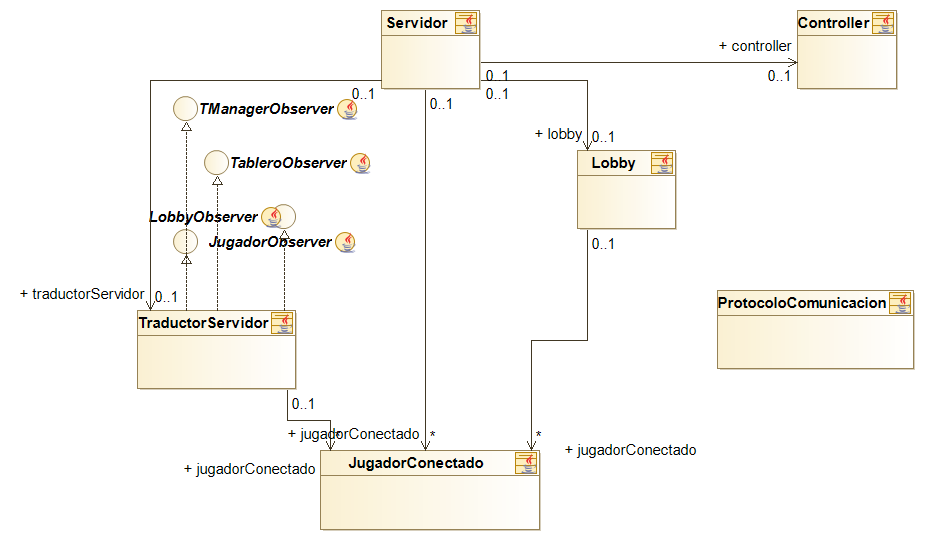 Servidor
Controller
+ controller
0..1
0..1
0..1
0..1
0..1
TManagerObserver
+ lobby
0..1
TableroObserver
Lobby
LobbyObserver
JugadorObserver
0..1
+ traductorServidor
0..1
ProtocoloComunicacion
TraductorServidor
0..1
+ jugadorConectado
*
*
*
+ jugadorConectado
+ jugadorConectado
JugadorConectado